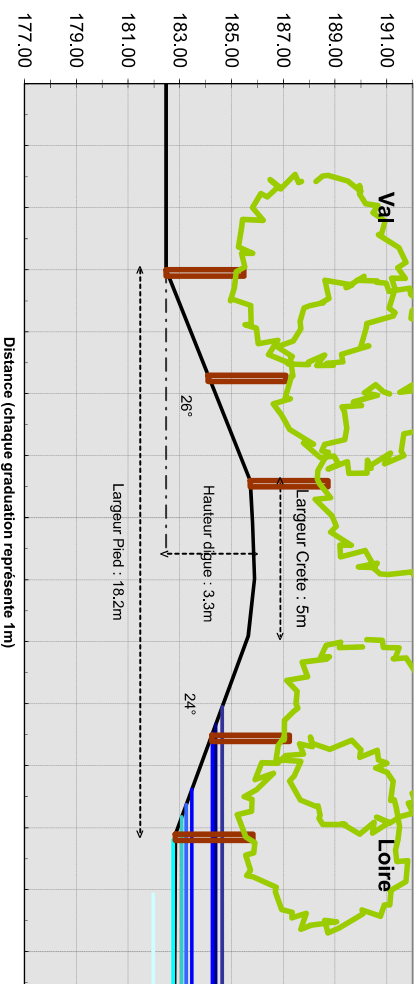 191.00
189.00
187.00
185.00
183.00
181.00
179.00
177.00
Val
Loire
Largeur Crete : 5m
Hauteur digue : 3.3m
26°
24°
Largeur Pied : 18.2m
Distance (chaque graduation représente 1m)